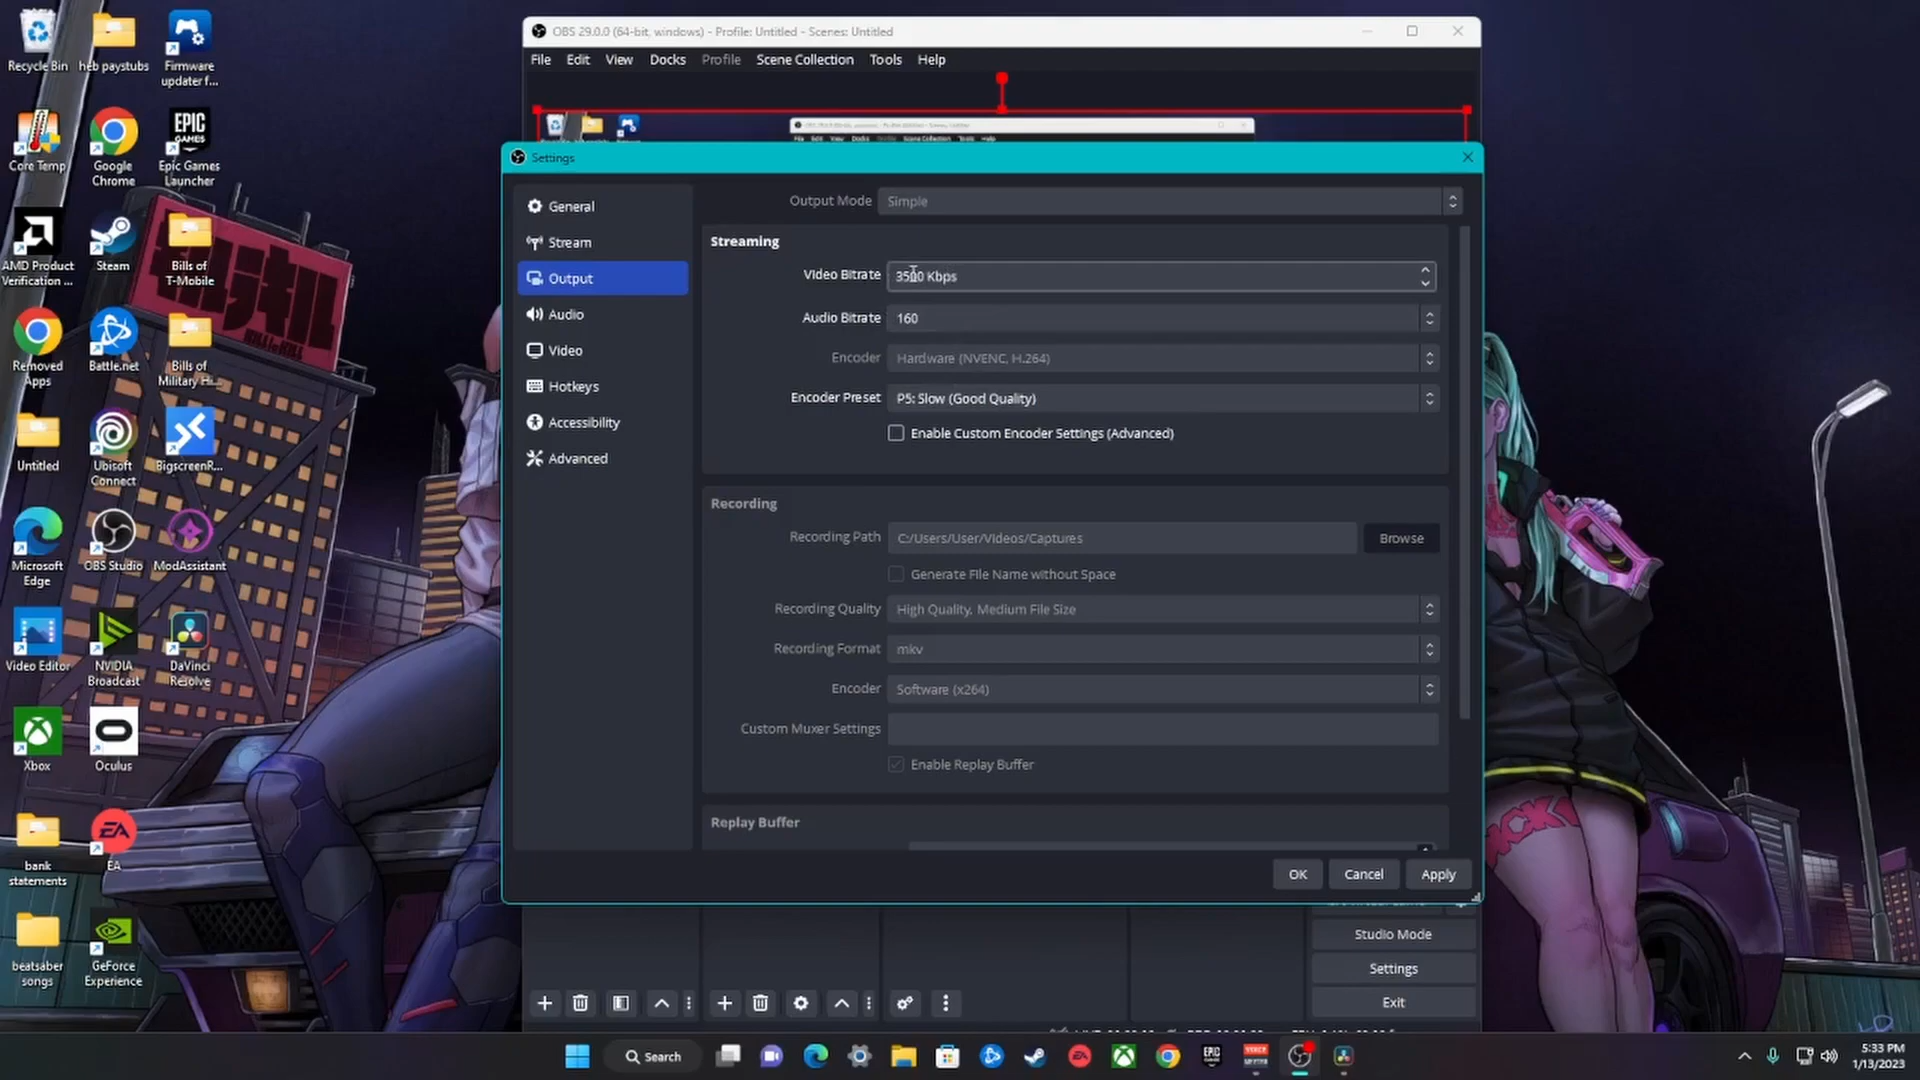 OBS 29.0.0 (64-bit, windows) - Profile: Untitled - Scenes: Untitled
File Edit View Docks Profile Scene Collection Tools Help
Settings
General
Stream
Output
Audio
Video
Hotkeys
Accessibility
Advanced
Output Mode Simple
Streaming
Video Bitrate 3500 Kbps
Audio Bitrate 160
Encoder Hardware (NVENC, H.264)
Encoder Preset P5: Slow (Good Quality)
Enable Custom Encoder Settings (Advanced)
Recording
Recording Path C:/Users/User/Videos/Captures Browse
Generate File Name without Space
Recording Quality High Quality, Medium File Size
Recording Format mkv
Encoder Software (x264)
Custom Muxer Settings
Enable Replay Buffer
Replay Buffer
OK Cancel Apply
Studio Mode
Settings
Exit
Recycle Bin
heb paystubs
Firmware
updater f...
Core Temp
Google
Chrome
EPIC
GAMES
Epic Games
Launcher
AMD Product
Verification ...
Steam
Bills of
T-Mobile
Removed
Apps
Battle.net
Bills of
Military Hi...
Untitled
Ubisoft
Connect
BigscreenR...
Microsoft
Edge
OBS Studio
ModAssistant
Video Editor
NVIDIA
Broadcast
DaVinci
Resolve
Xbox
Oculus
bank
statements
EA
EA
beatsaber
songs
GeForce
Experience
Search
EA
EPIC
5:33 PM
1/13/2023